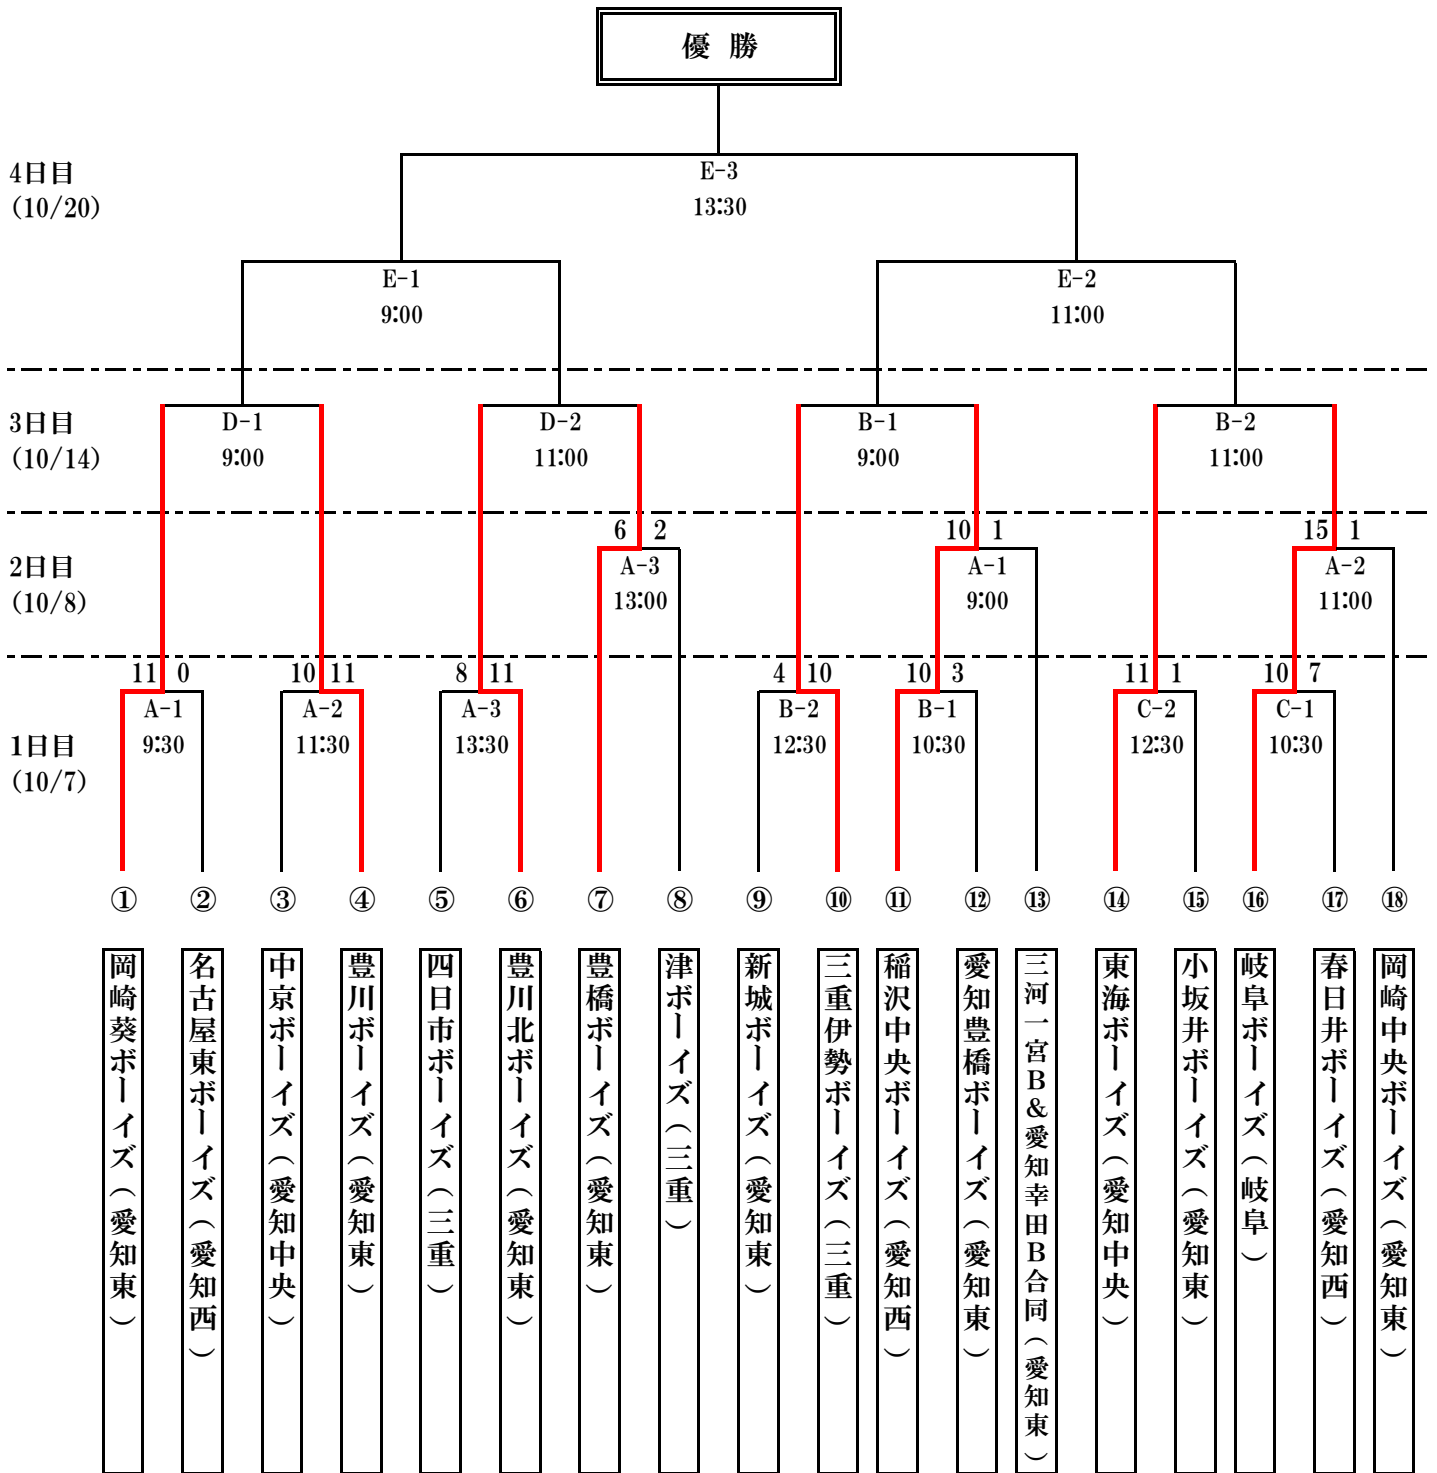 優 勝
4日目
(10/20)
E-3
13:30
E-1
9:00
E-2
11:00
3日目
(10/14)
D-1
9:00
D-2
11:00
B-1
9:00
B-2
11:00
2日目
(10/8)
6 2
A-3
13:00
10 1
A-1
9:00
15 1
A-2
11:00
1日目
(10/7)
11 0
A-1
9:30
10 11
A-2
11:30
8 11
A-3
13:30
4 10
B-2
12:30
10 3
B-1
10:30
11 1
C-2
12:30
10 7
C-1
10:30
① ② ③ ④ ⑤ ⑥ ⑦ ⑧ ⑨ ⑩ ⑪ ⑫ ⑬ ⑭ ⑮ ⑯ ⑰ ⑱
岡崎葵ボーイズ(愛知東)
名古屋東ボーイズ(愛知西)
中京ボーイズ(愛知中央)
豊川ボーイズ(愛知東)
四日市ボーイズ(三重)
豊川北ボーイズ(愛知東)
豊橋ボーイズ(愛知東)
津ボーイズ(三重)
新城ボーイズ(愛知東)
三重伊勢ボーイズ(三重)
稲沢中央ボーイズ(愛知西)
愛知豊橋ボーイズ(愛知東)
三河一宮B&愛知幸田B合同(愛知東)
東海ボーイズ(愛知中央)
小坂井ボーイズ(愛知東)
岐阜ボーイズ(岐阜)
春日井ボーイズ(愛知西)
岡崎中央ボーイズ(愛知東)